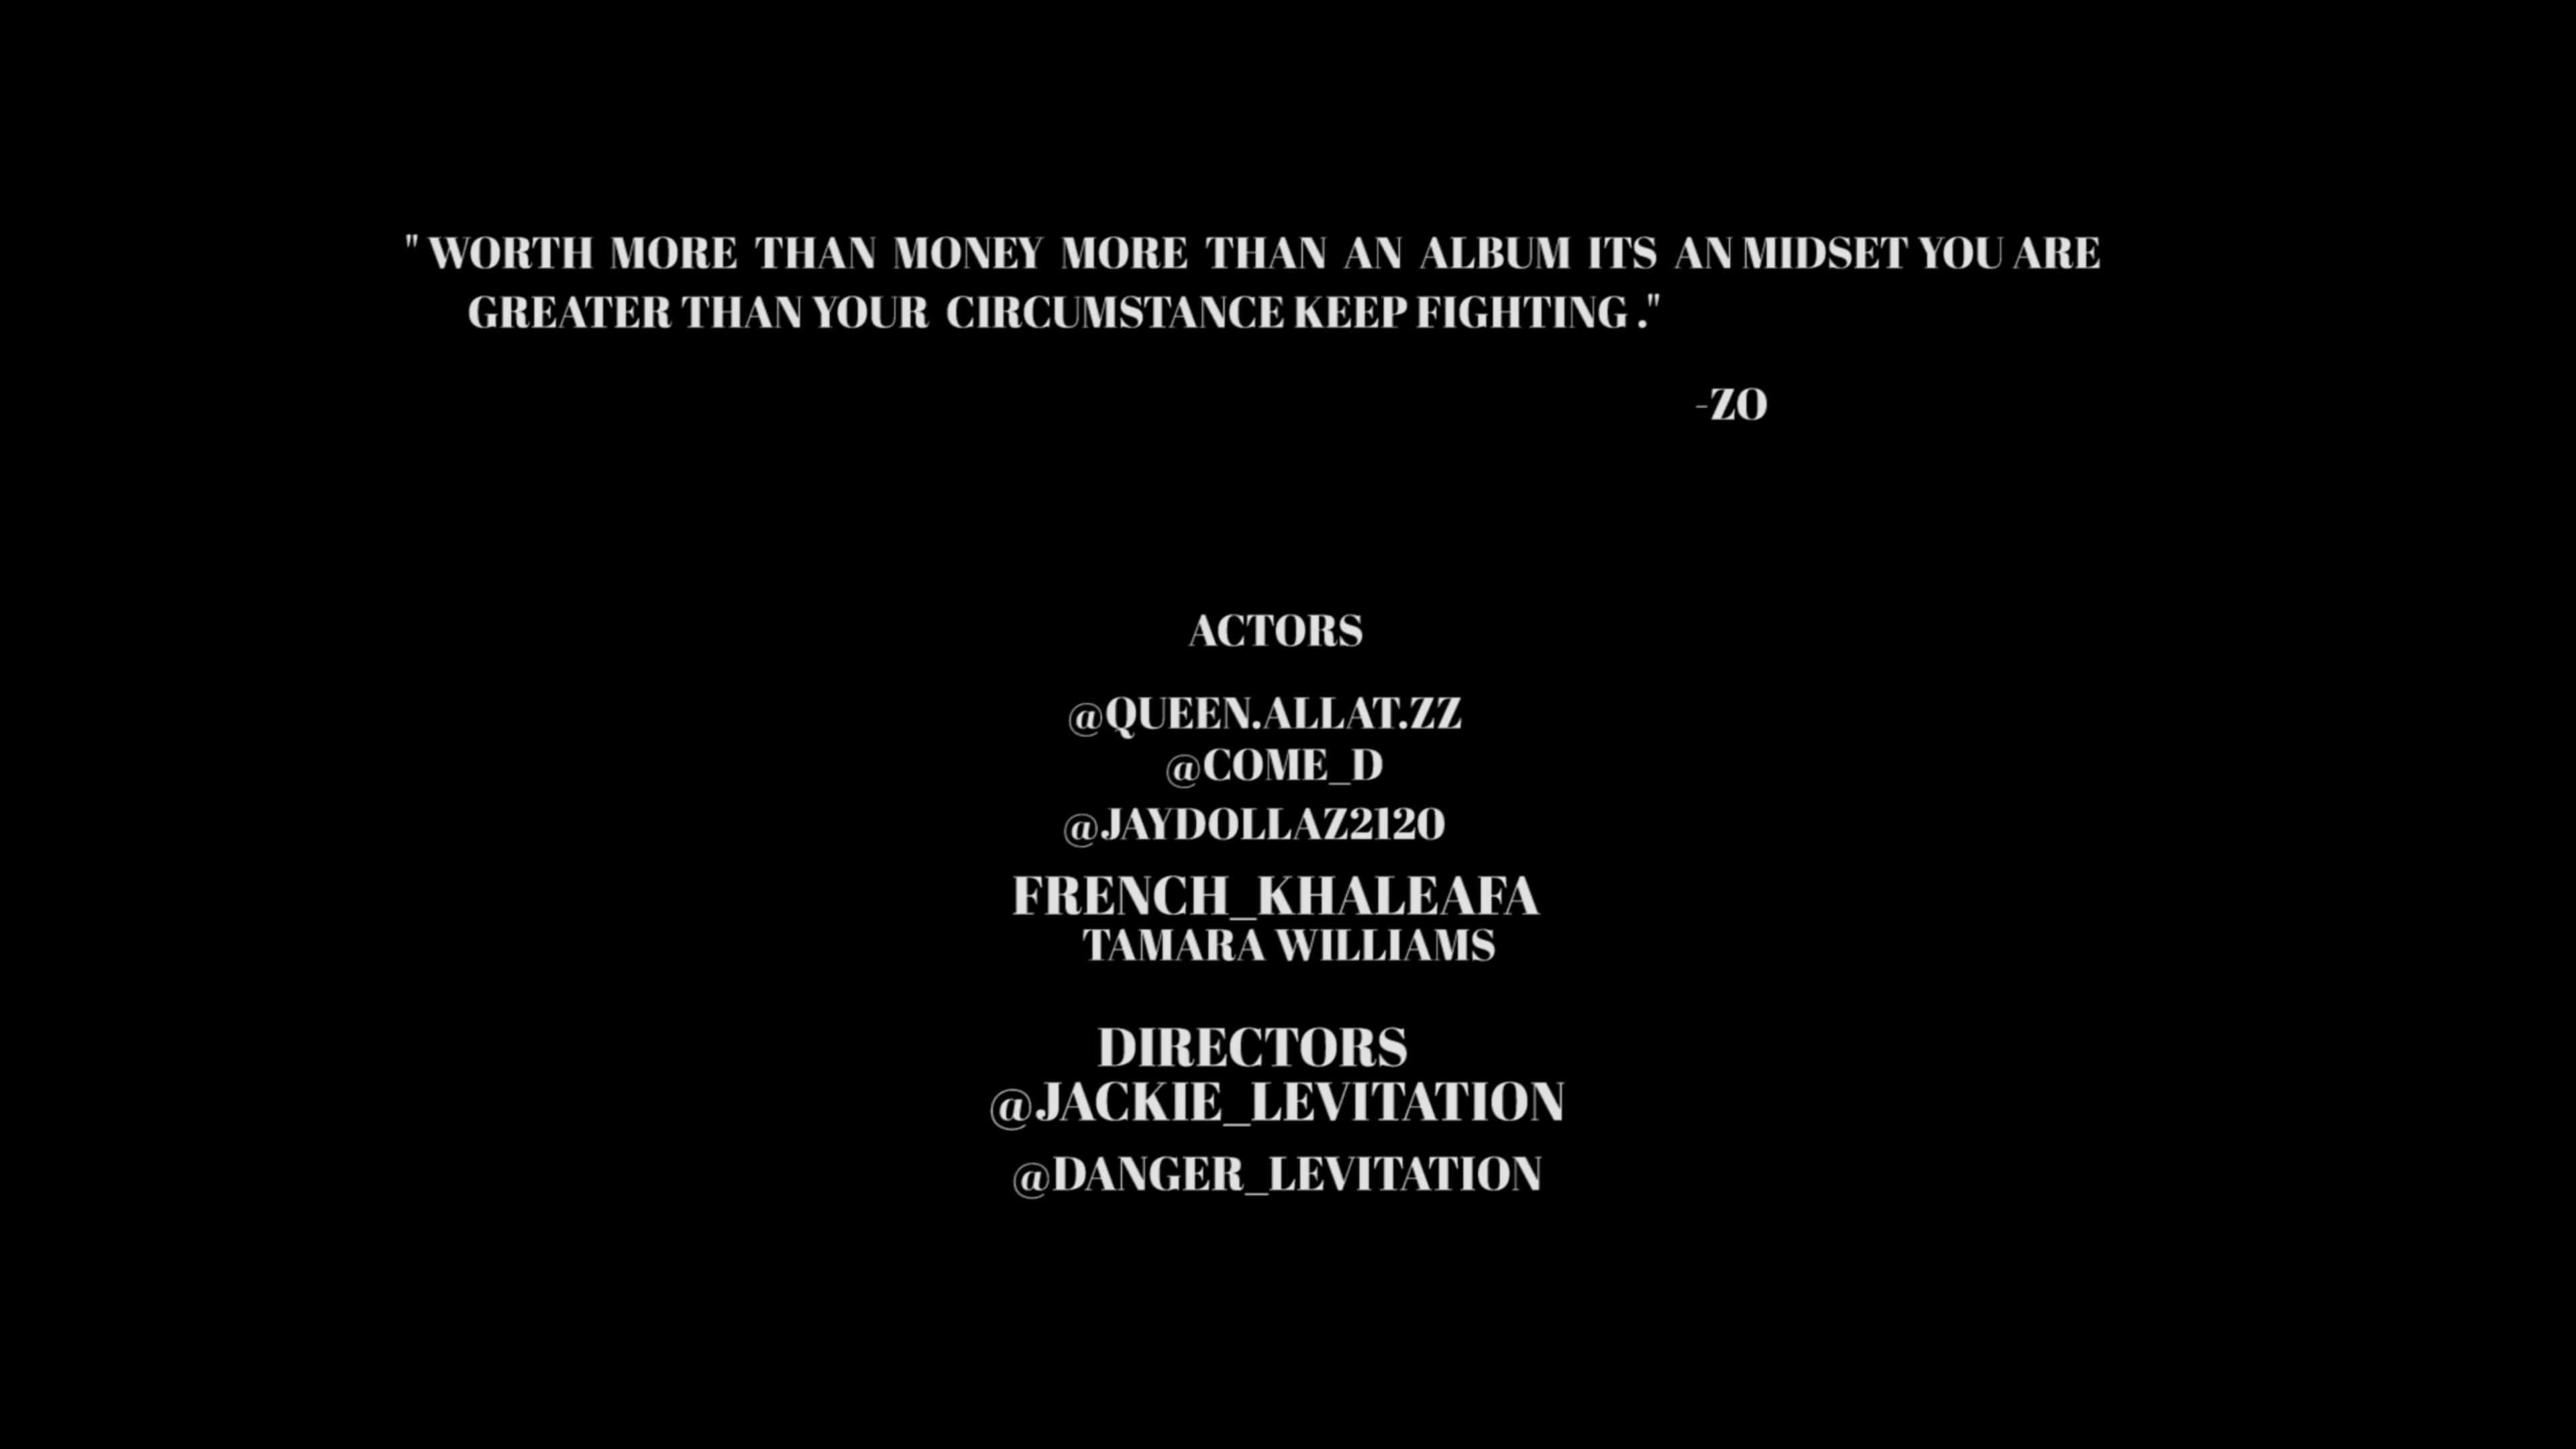 " WORTH MORE THAN MONEY MORE THAN AN ALBUM ITS AN MIDSET YOU ARE
GREATER THAN YOUR CIRCUMSTANCE KEEP FIGHTING ."
-ZO
ACTORS
@QUEEN.ALLAT.ZZ
@COME_D
@JAYDOLLAZ2120
FRENCH_KHALEAFA
TAMARA WILLIAMS
DIRECTORS
@JACKIE_LEVITATION
@DANGER_LEVITATION